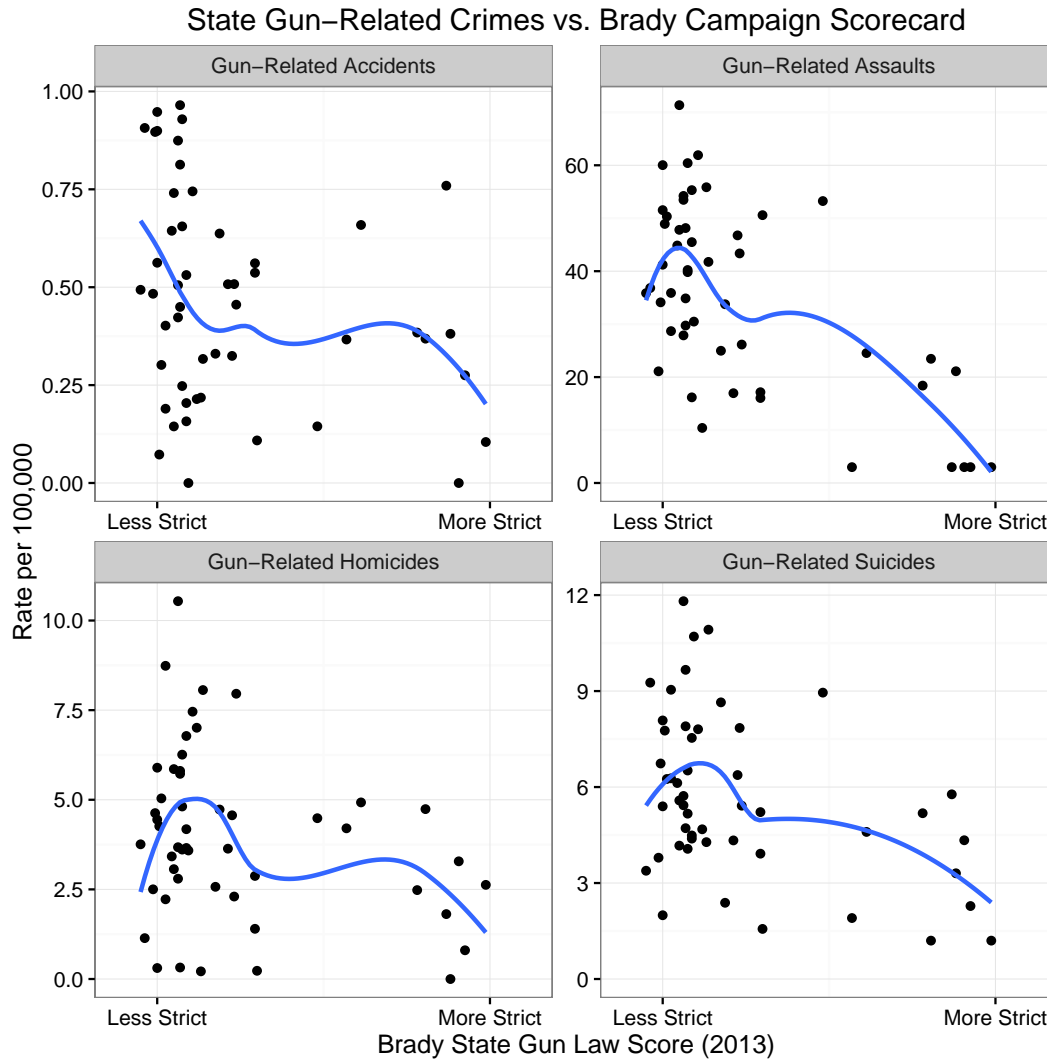 State Gun−Related Crimes vs. Brady Campaign Scorecard
Gun−Related Accidents
Gun−Related Assaults
1.00
0.75
0.50
0.25
0.00
60
40
20
0
Less Strict
More Strict
Less Strict
More Strict
Rate per 100,000
Gun−Related Homicides
Gun−Related Suicides
10.0
7.5
5.0
2.5
0.0
12
9
6
3
0
Less Strict
More Strict
Less Strict
More Strict
Brady State Gun Law Score (2013)